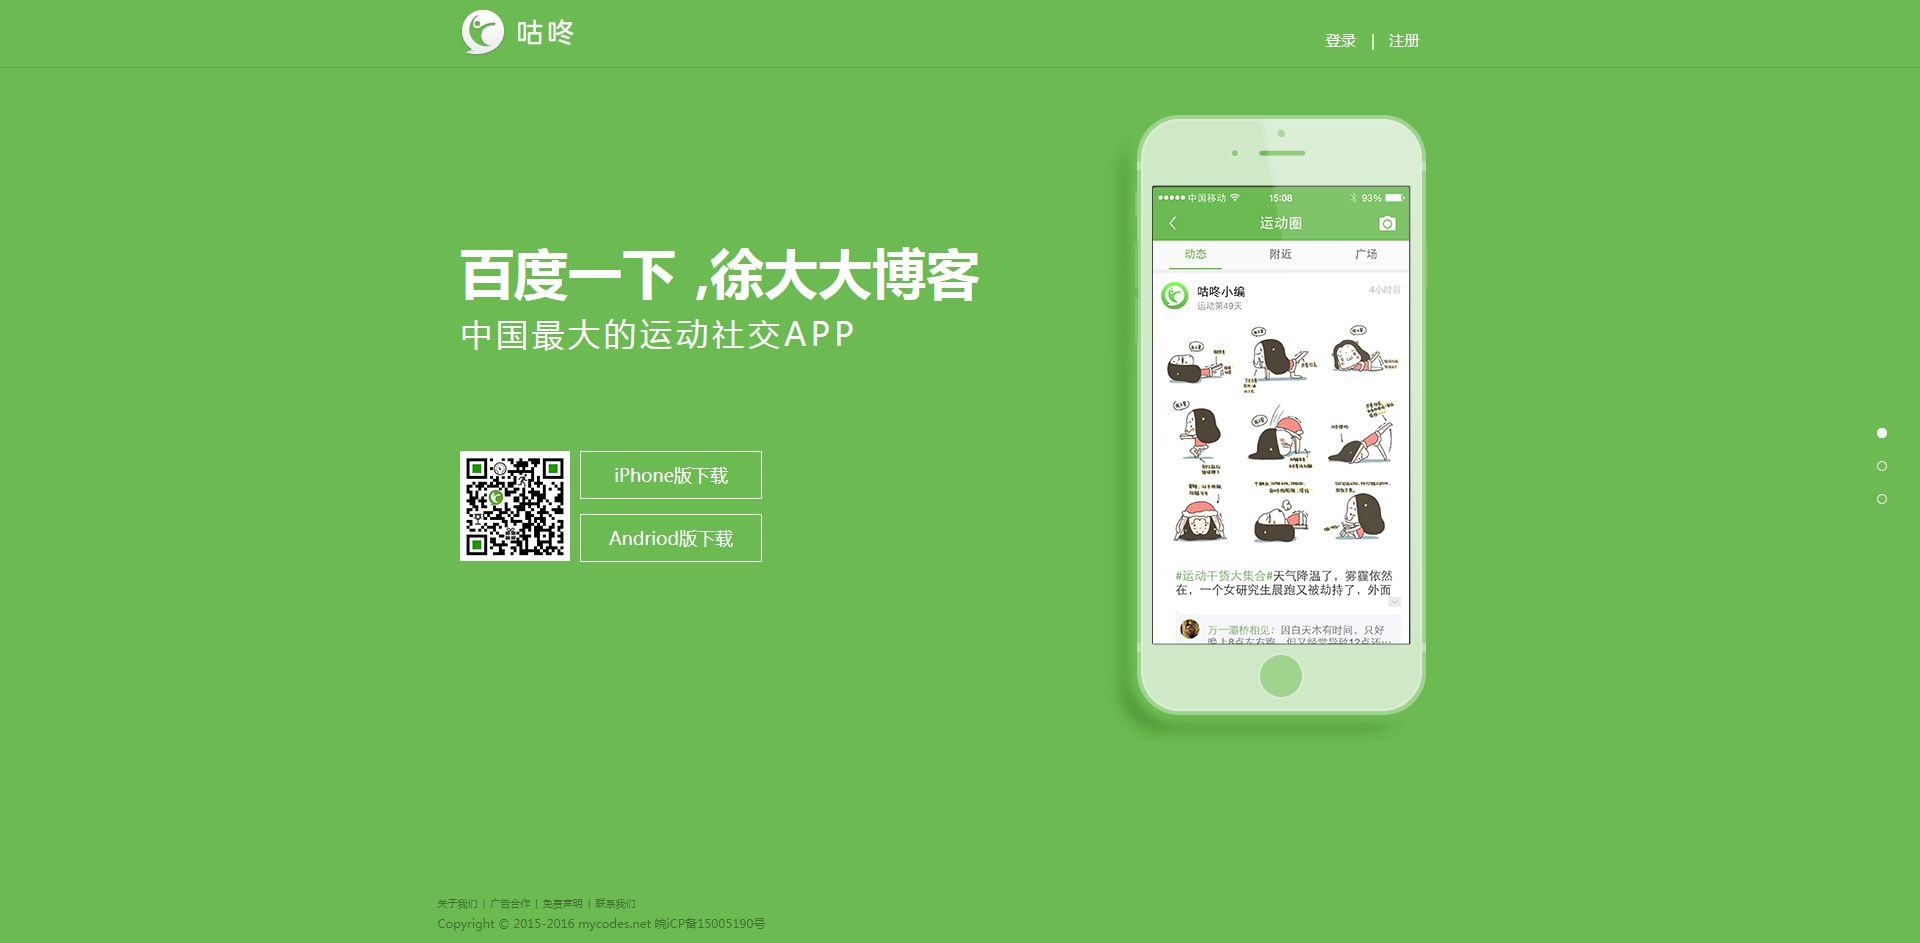 咕咚
登录 | 注册
百度一下 ,徐大大博客
中国最大的运动社交APP
iPhone版下载
Andriod版下载
中国移动 15:08 93%
运动圈
动态 附近 广场
咕咚小编 4小时前
运动第49天
#运动干货大集合#天气降温了，雾霾依然
在，一个女研究生晨跑又被劫持了，外面
万一灞桥相见：因白天木有时间，只好
晚上8点左右跑，但又经常导致12点还…
关于我们 | 广告合作 | 免责声明 | 联系我们
Copyright © 2015-2016 mycodes.net 皖iCP备15005190号